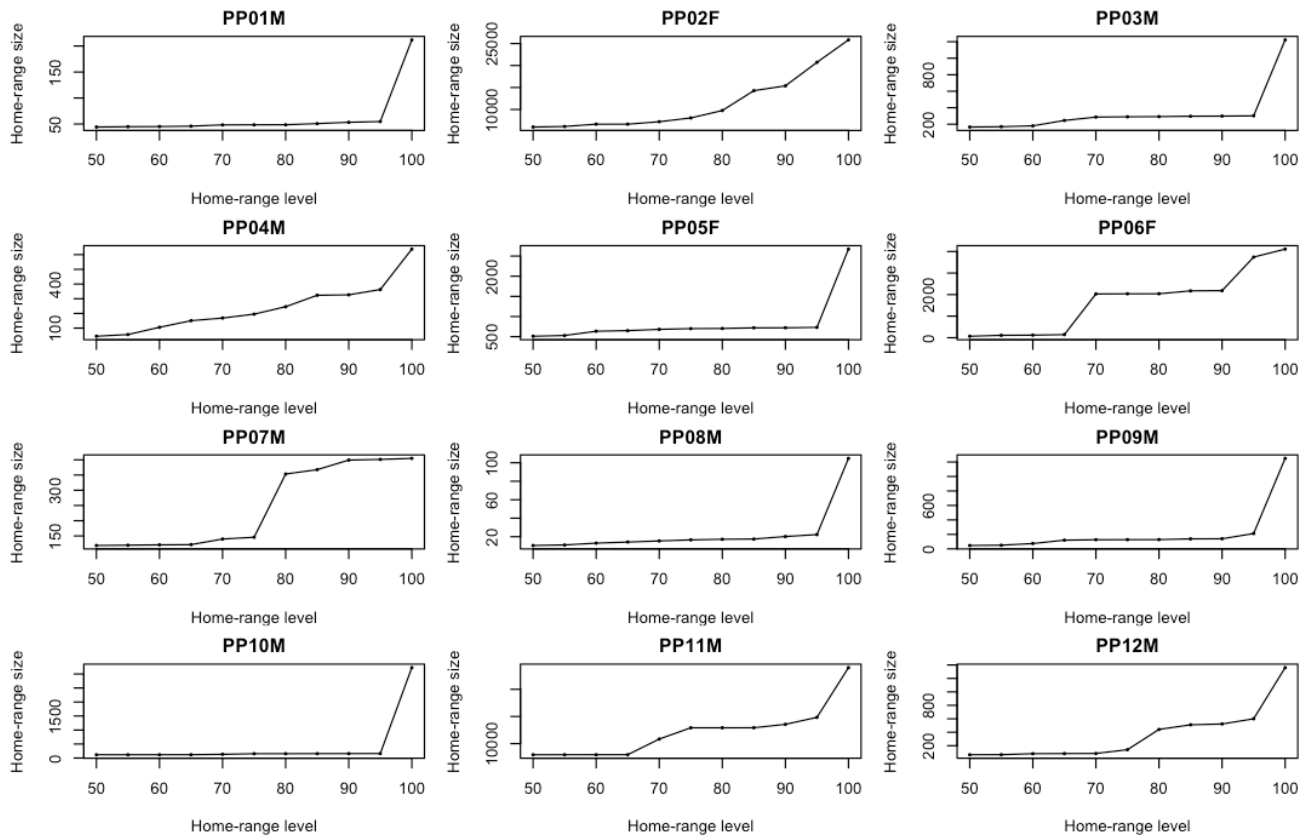 PP01M
Home-range size
150
50
50 60 70 80 90 100
Home-range level
PP02F
Home-range size
25000
10000
50 60 70 80 90 100
Home-range level
PP03M
Home-range size
800
200
50 60 70 80 90 100
Home-range level
PP04M
Home-range size
400
100
50 60 70 80 90 100
Home-range level
PP05F
Home-range size
2000
500
50 60 70 80 90 100
Home-range level
PP06F
Home-range size
2000
0
50 60 70 80 90 100
Home-range level
PP07M
Home-range size
300
150
50 60 70 80 90 100
Home-range level
PP08M
Home-range size
100
60
20
50 60 70 80 90 100
Home-range level
PP09M
Home-range size
600
0
50 60 70 80 90 100
Home-range level
PP10M
Home-range size
1500
0
50 60 70 80 90 100
Home-range level
PP11M
Home-range size
10000
50 60 70 80 90 100
Home-range level
PP12M
Home-range size
800
200
50 60 70 80 90 100
Home-range level